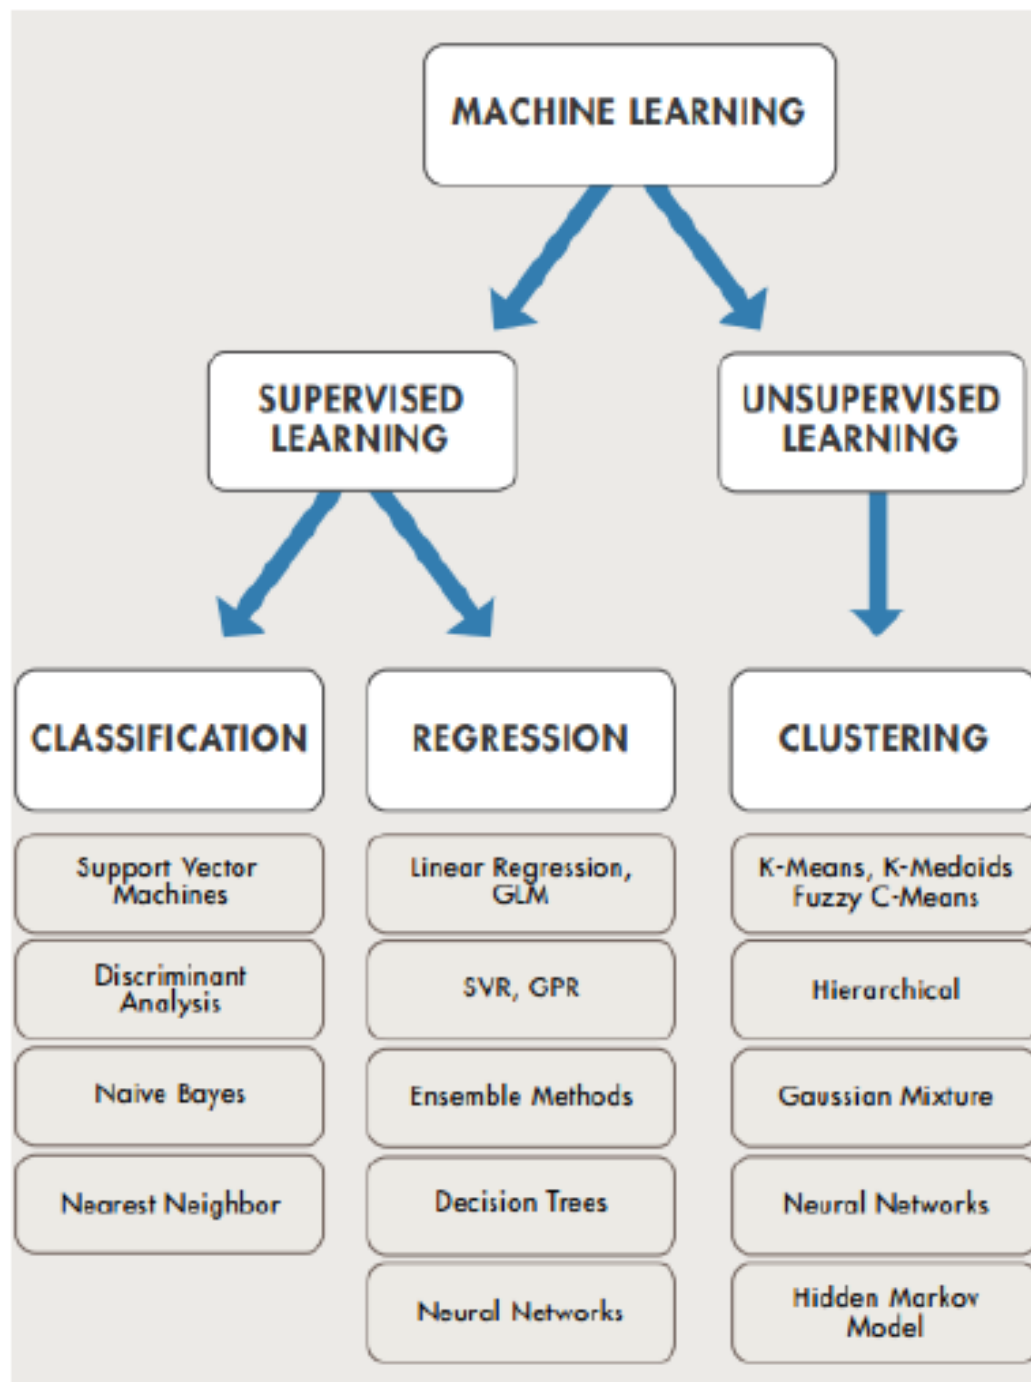 MACHINE LEARNING
SUPERVISED
LEARNING
UNSUPERVISED
LEARNING
CLASSIFICATION
Support Vector
Machines
Discriminant
Analysis
Naive Bayes
Nearest Neighbor
REGRESSION
Linear Regression,
GLM
SVR, GPR
Ensemble Methods
Decision Trees
Neural Networks
CLUSTERING
K-Means, K-Medoids
Fuzzy C-Means
Hierarchical
Gaussian Mixture
Neural Networks
Hidden Markov
Model